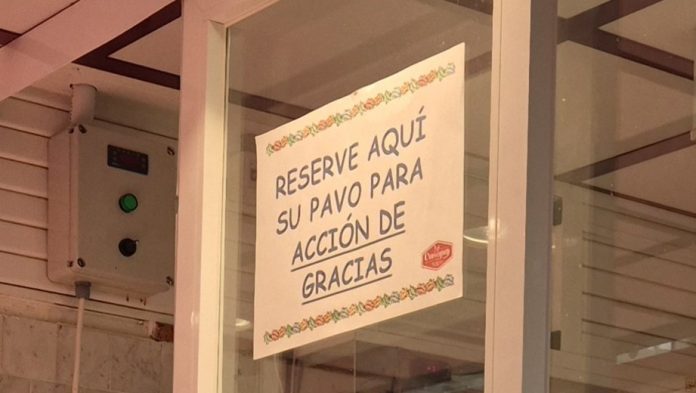 RESERVE AQUÍ
SU PAVO PARA
ACCIÓN DE
GRACIAS